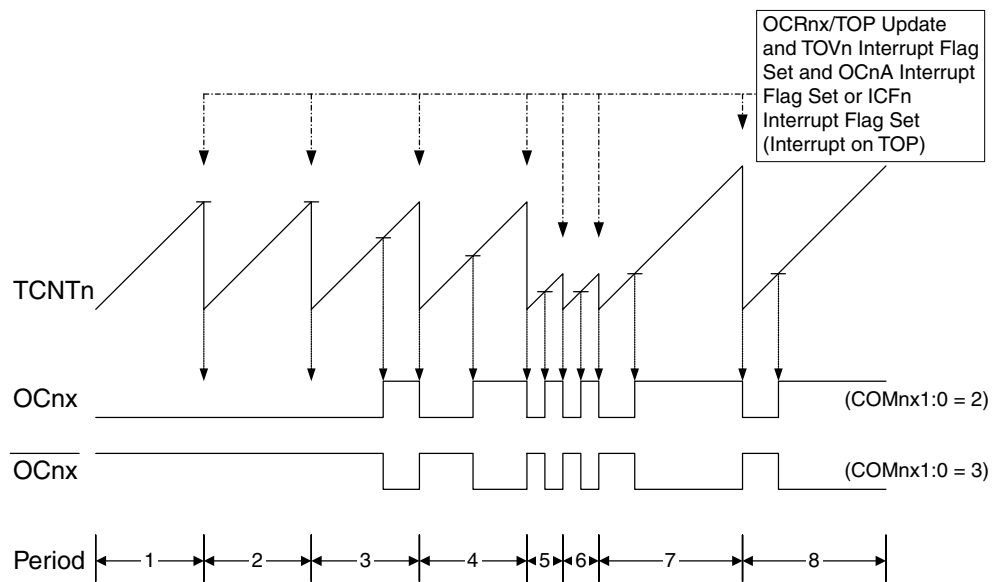 OCRnx/TOP Update
and TOVn Interrupt Flag
Set and OCnA Interrupt
Flag Set or ICFn
Interrupt Flag Set
(Interrupt on TOP)
TCNTn
OCnx (COMnx1:0 = 2)
OCnx (COMnx1:0 = 3)
Period 1 2 3 4 5 6 7 8